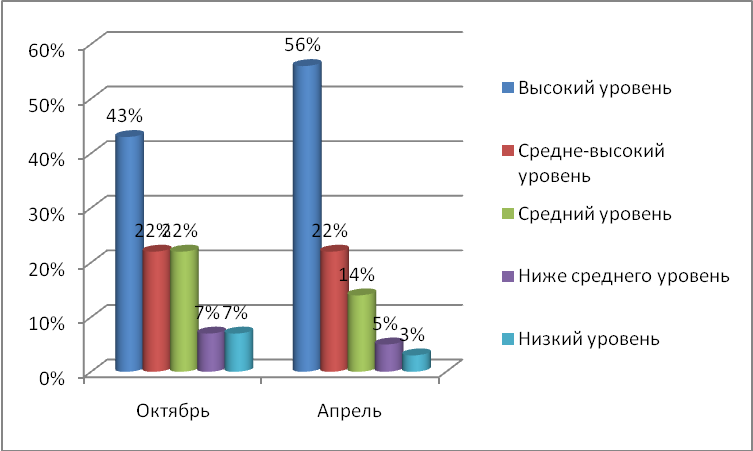 60%
50%
40%
30%
20%
10%
0%
43%
22%
22%
7%
7%
56%
22%
14%
5%
3%
Октябрь
Апрель
Высокий уровень
Средне-высокий
уровень
Средний уровень
Ниже среднего уровень
Низкий уровень